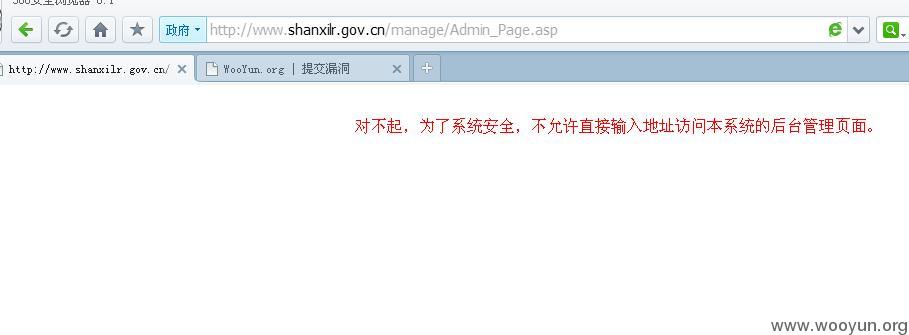 360安全浏览器 6.1
政府 http://www.shanxilr.gov.cn/manage/Admin_Page.asp
http://www.shanxilr.gov.cn/ WooYun.org | 提交漏洞
对不起，为了系统安全，不允许直接输入地址访问本系统的后台管理页面。
www.wooyun.org